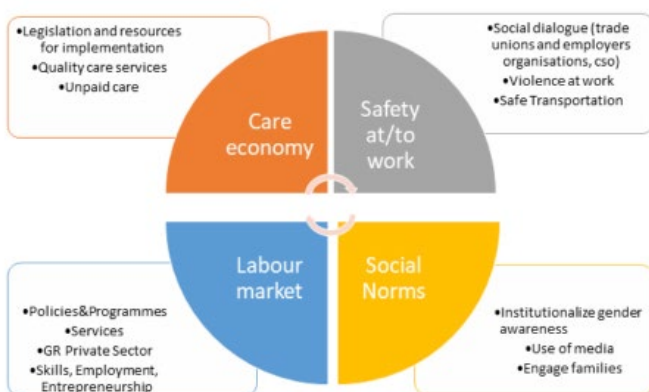 •Legislation and resources
for implementation
•Quality care services
•Unpaid care
•Social dialogue (trade
unions and employers
organisations, cso)
•Violence at work
•Safe Transportation
Care
economy
Safety
at/to
work
Labour
market
Social
Norms
•Policies&Programmes
•Services
•GR Private Sector
•Skills, Employment,
Entrepreneurship
•Institutionalize gender
awareness
•Use of media
•Engage families